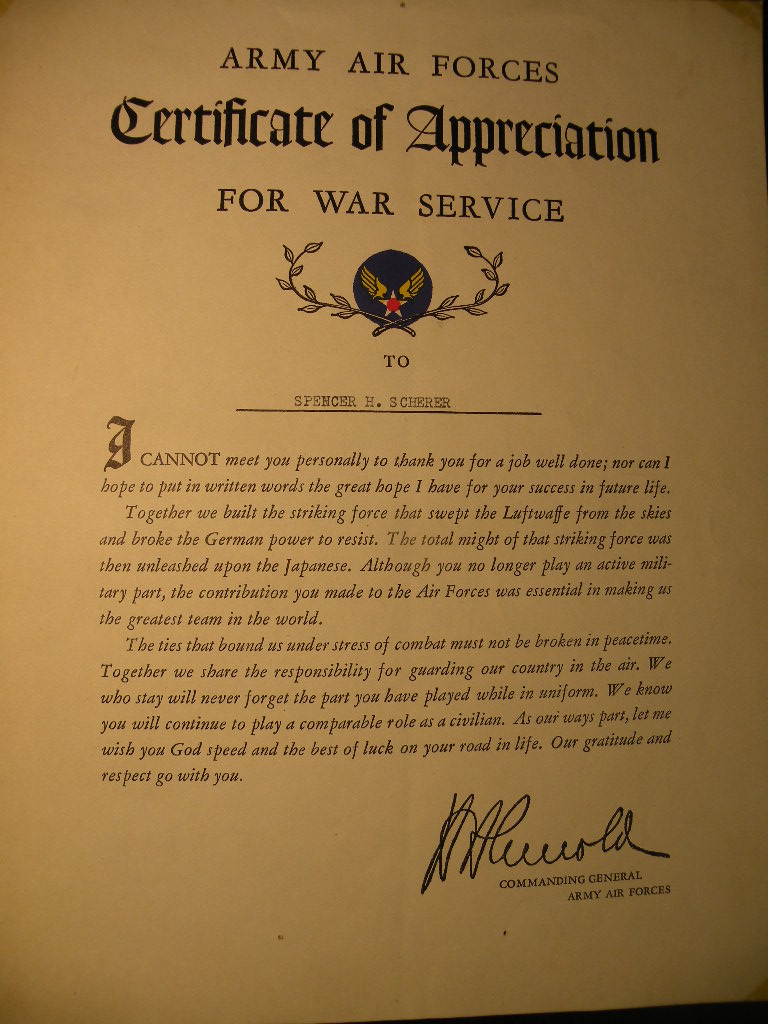 ARMY AIR FORCES
Certificate of Appreciation
FOR WAR SERVICE
TO
SPENCER H. SCHERER
I CANNOT meet you personally to thank you for a job well done; nor can I
hope to put in written words the great hope I have for your success in future life.
Together we built the striking force that swept the Luftwaffe from the skies
and broke the German power to resist. The total might of that striking force was
then unleashed upon the Japanese. Although you no longer play an active mili-
tary part, the contribution you made to the Air Forces was essential in making us
the greatest team in the world.
The ties that bound us under stress of combat must not be broken in peacetime.
Together we share the responsibility for guarding our country in the air. We
who stay will never forget the part you have played while in uniform. We know
you will continue to play a comparable role as a civilian. As our ways part, let me
wish you God speed and the best of luck on your road in life. Our gratitude and
respect go with you.
H H Arnold
COMMANDING GENERAL
ARMY AIR FORCES